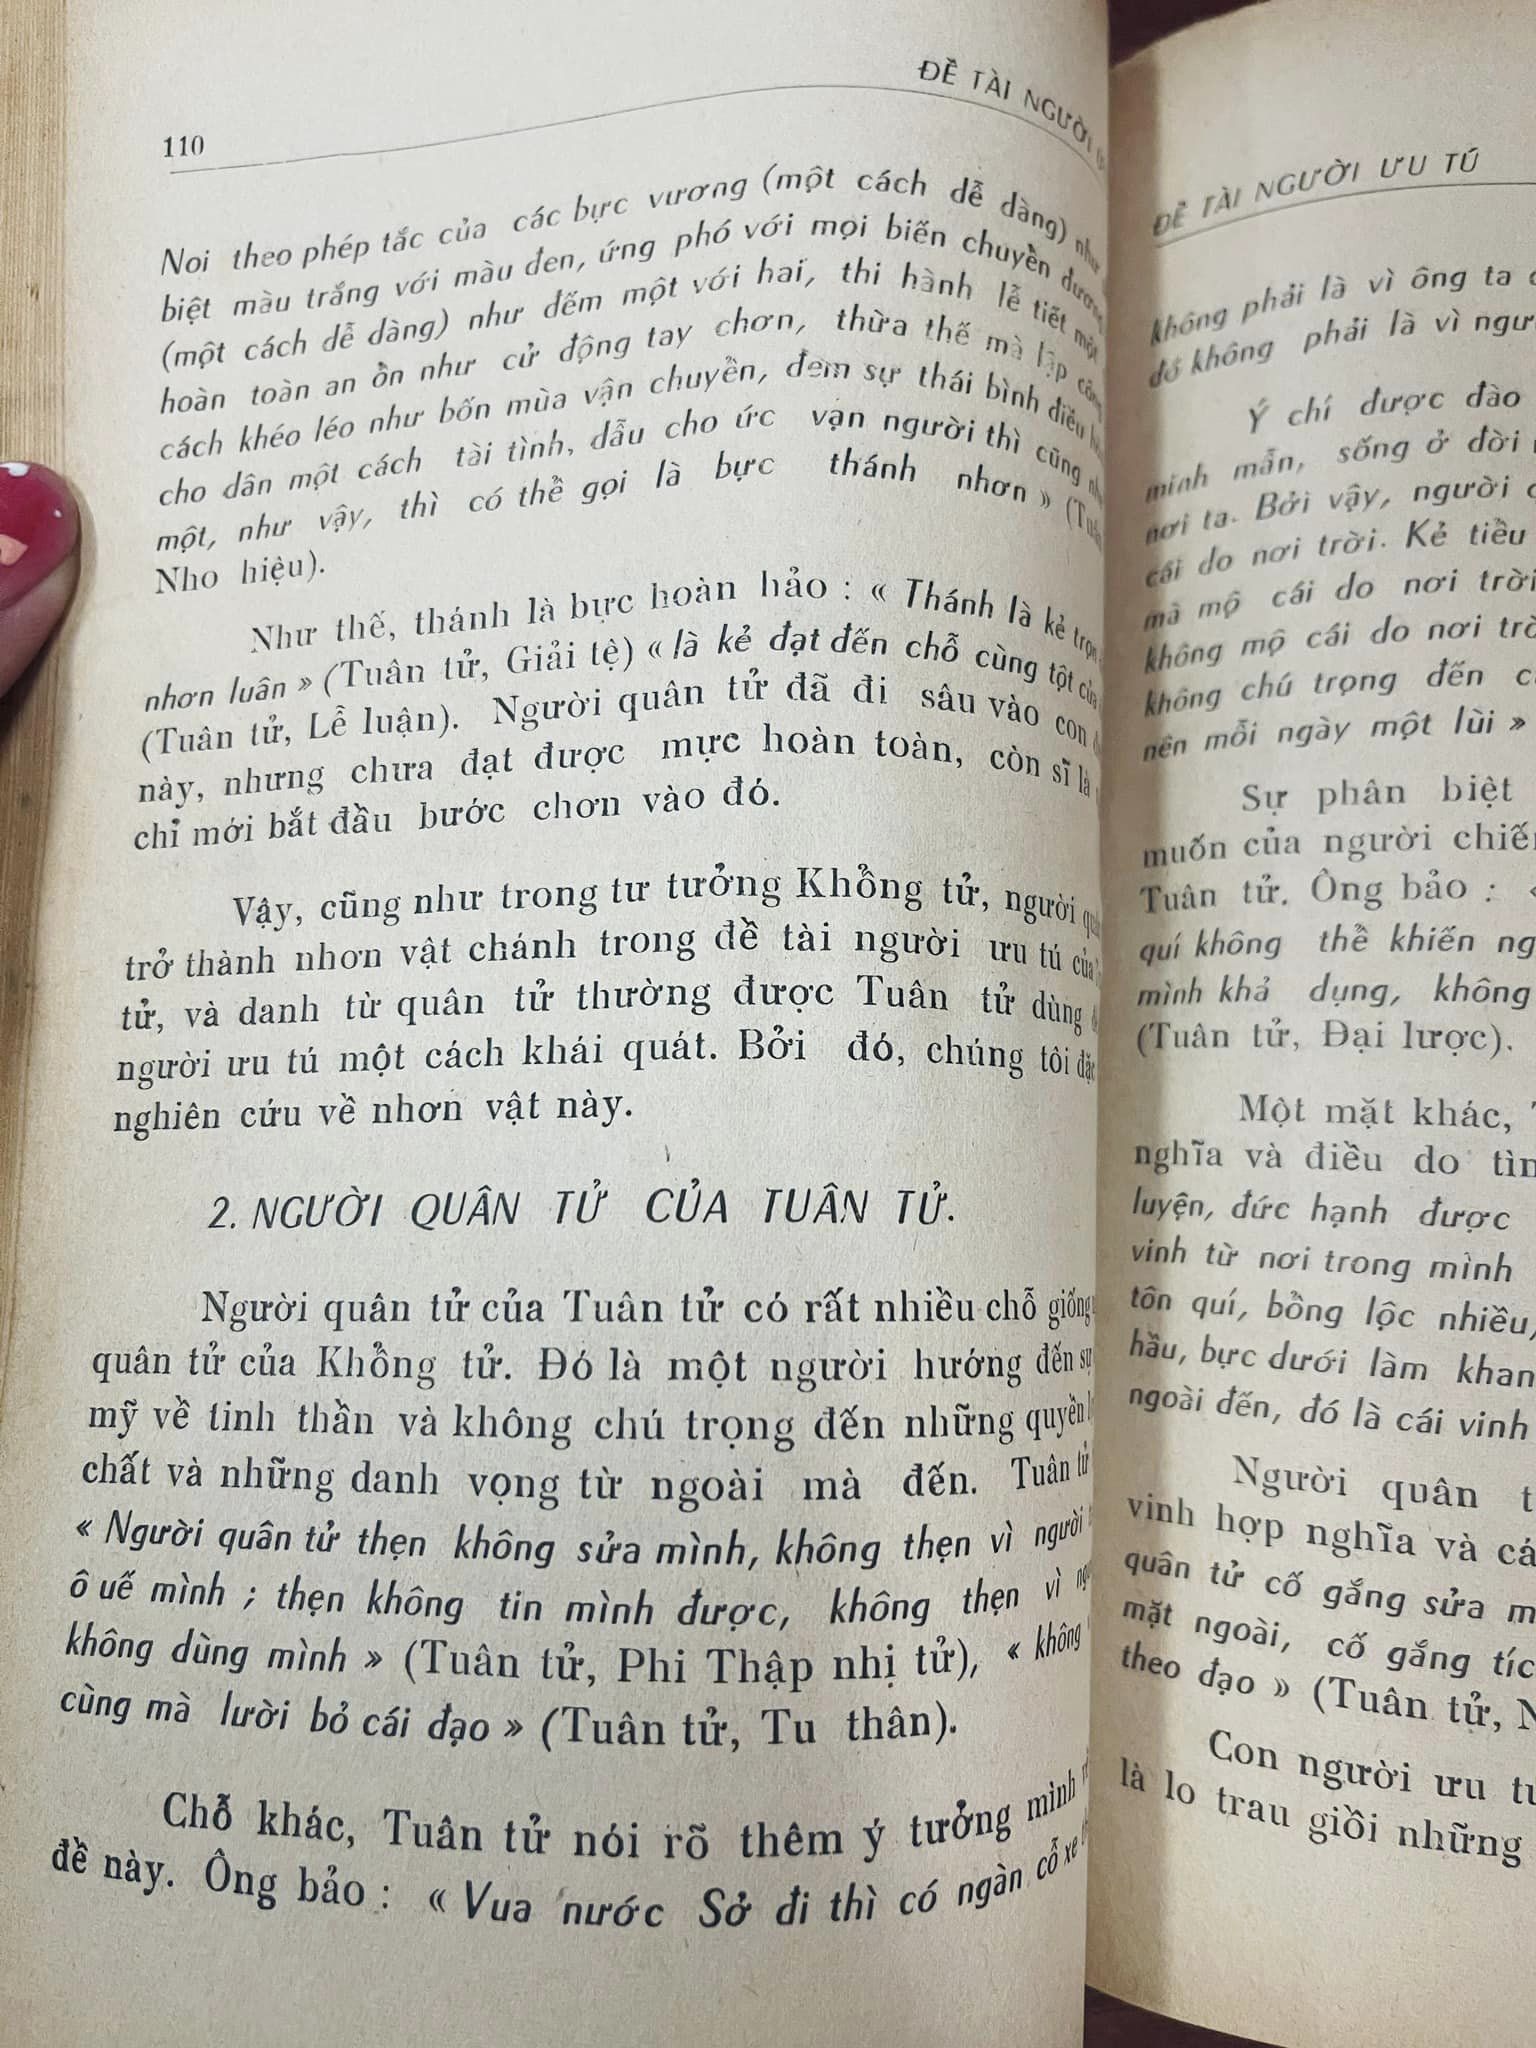 110
ĐỀ TÀI NGƯỜI
Noi theo phép tắc của các bực vương (một cách dễ dàng) như
biệt màu trắng với màu đen, ứng phó với mọi biến chuyển đương
(một cách dễ dàng) như đếm một với hai, thi hành lễ tiết một
hoàn toàn an ổn như cử động tay chơn, thừa thế mà lập công
cách khéo léo như bốn mùa vận chuyển, đem sự thái bình điều
cho dân một cách tài tình, dẫu cho ức vạn người thì cũng như
một, như vậy, thì có thể gọi là bực thánh nhơn »
Nho hiệu).
Như thế, thánh là bực hoàn hảo : « Thánh là kẻ trọn
nhơn luân » (Tuân tử, Giải tệ) « là kẻ đạt đến chỗ cùng tột của
(Tuân tử, Lễ luận). Người quân tử đã đi sâu vào con
này, nhưng chưa đạt được mực hoàn toàn, còn sĩ là
chỉ mới bắt đầu bước chơn vào đó.
Vậy, cũng như trong tư tưởng Khổng tử, người
trở thành nhơn vật chánh trong đề tài người ưu tú của
tử, và danh từ quân tử thường được Tuân tử dùng
người ưu tú một cách khái quát. Bởi đó, chúng tôi đặc
nghiên cứu về nhơn vật này.
2. NGƯỜI QUÂN TỬ CỦA TUÂN TỬ.
Người quân tử của Tuân tử có rất nhiều chỗ giống
quân tử của Khổng tử. Đó là một người hướng đến sự
mỹ về tinh thần và không chú trọng đến những quyền
chất và những danh vọng từ ngoài mà đến. Tuân tử
« Người quân tử thẹn không sửa mình, không thẹn vì người
ô uế mình ; thẹn không tin mình được, không thẹn vì
không dùng mình » (Tuân tử, Phi Thập nhị tử), « không
cùng mà lười bỏ cái đạo » (Tuân tử, Tu thân).
Chỗ khác, Tuân tử nói rõ thêm ý tưởng mình
đề này. Ông bảo : « Vua nước Sở đi thì có ngàn cỗ xe
ĐỀ TÀI NGƯỜI ƯU TÚ
không phải là vì ông ta
đó không phải là vì
Ý chí được đào
minh mẫn, sống ở đời
nơi ta. Bởi vậy, người
cái do nơi trời. Kẻ tiểu
mà mộ cái do nơi trời
không mộ cái do nơi
không chú trọng đến
nên mỗi ngày một lùi »
Sự phân biệt
muốn của người
Tuân tử. Ông bảo :
quí không thể khiến
mình khả dụng, không
(Tuân tử, Đại lược).
Một mặt khác,
nghĩa và điều do
luyện, đức hạnh được
vinh từ nơi trong mình
tôn quí, bổng lộc nhiều,
hầu, bực dưới làm
ngoài đến, đó là cái vinh
Người quân
vinh hợp nghĩa và
quân tử cố gắng sửa
mặt ngoài, cố gắng
theo đạo » (Tuân tử,
Con người ưu
là lo trau giồi những